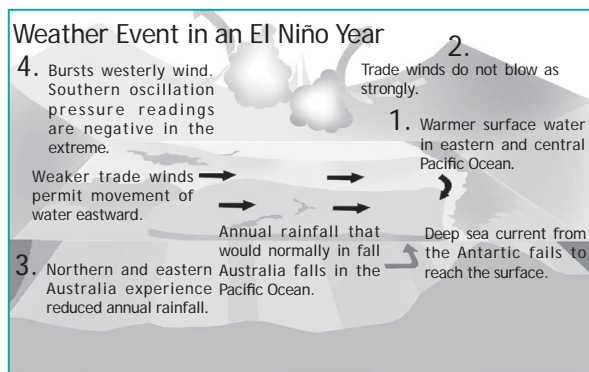 Weather Event in an El Niño Year
4. Bursts westerly wind.
Southern oscillation
pressure readings
are negative in the
extreme.
2.
Trade winds do not blow as
strongly.
1. Warmer surface water
in eastern and central
Pacific Ocean.
Weaker trade winds
permit movement of
water eastward.
Annual rainfall that
would normally in fall
Australia falls in the
Pacific Ocean.
Deep sea current from
the Antartic fails to
reach the surface.
3. Northern and eastern
Australia experience
reduced annual rainfall.